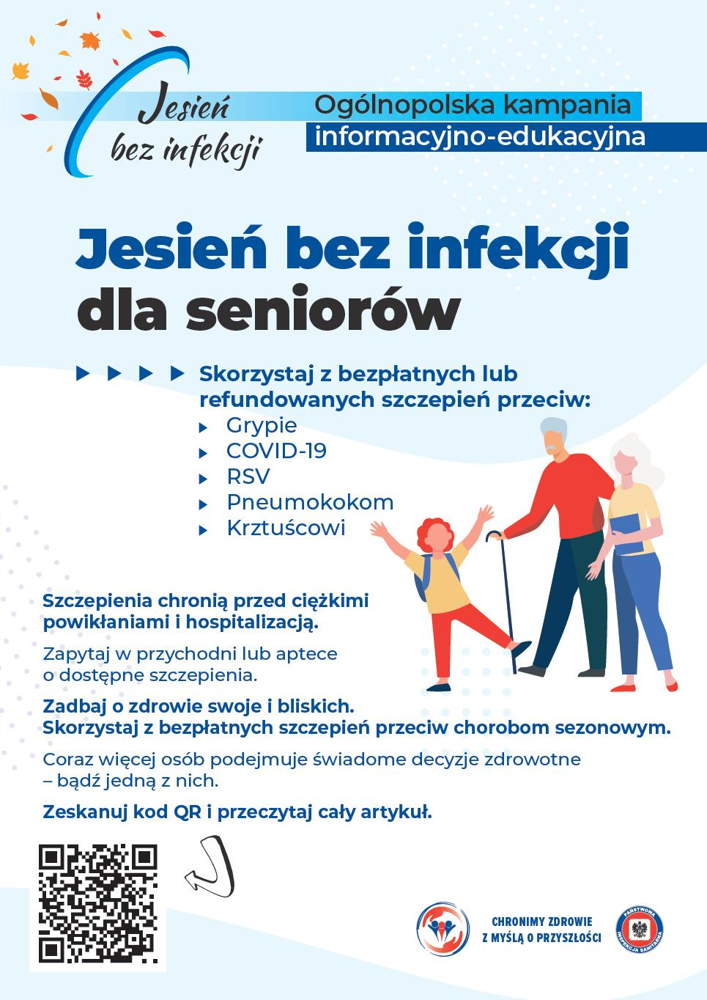 Jesień
bez infekcji
Ogólnopolska kampania
informacyjno-edukacyjna
Jesień bez infekcji
dla seniorów
Skorzystaj z bezpłatnych lub
refundowanych szczepień przeciw:
Grypie
COVID-19
RSV
Pneumokokom
Krztuścowi
Szczepienia chronią przed ciężkimi
powikłaniami i hospitalizacją.
Zapytaj w przychodni lub aptece
o dostępne szczepienia.
Zadbaj o zdrowie swoje i bliskich.
Skorzystaj z bezpłatnych szczepień przeciw chorobom sezonowym.
Coraz więcej osób podejmuje świadome decyzje zdrowotne
– bądź jedną z nich.
Zeskanuj kod QR i przeczytaj cały artykuł.
CHRONIMY ZDROWIE
Z MYŚLĄ O PRZYSZŁOŚCI
PAŃSTWOWA
INSPEKCJA SANITARNA